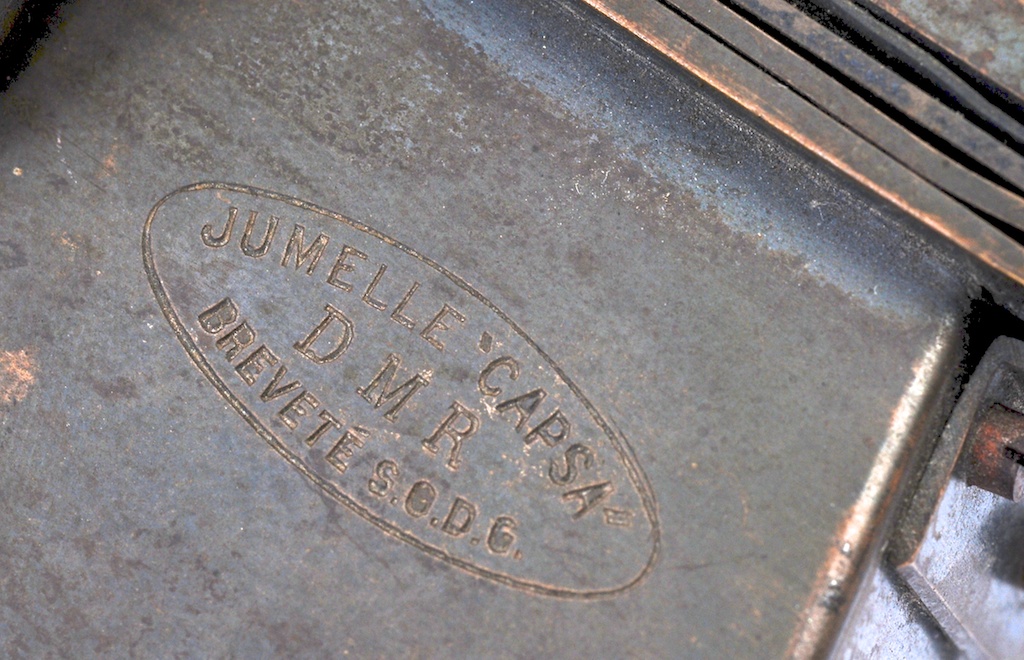 JUMELLE "CAPSA"
D M R
BREVETÉ S.O.D.G.